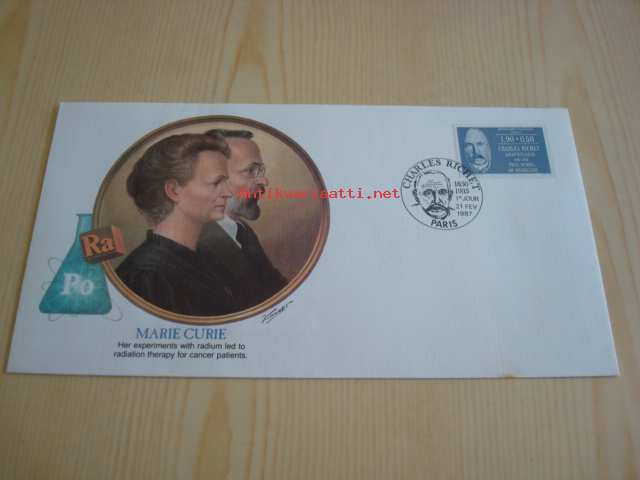 1,90+0,50
CHARLES RICHET
CHARLES RICHET
1850
1935
1er JOUR
21 FEV
1987
PARIS
Antikvariaatti.net
Ra
Po
MARIE CURIE
Her experiments with radium led to
radiation therapy for cancer patients.